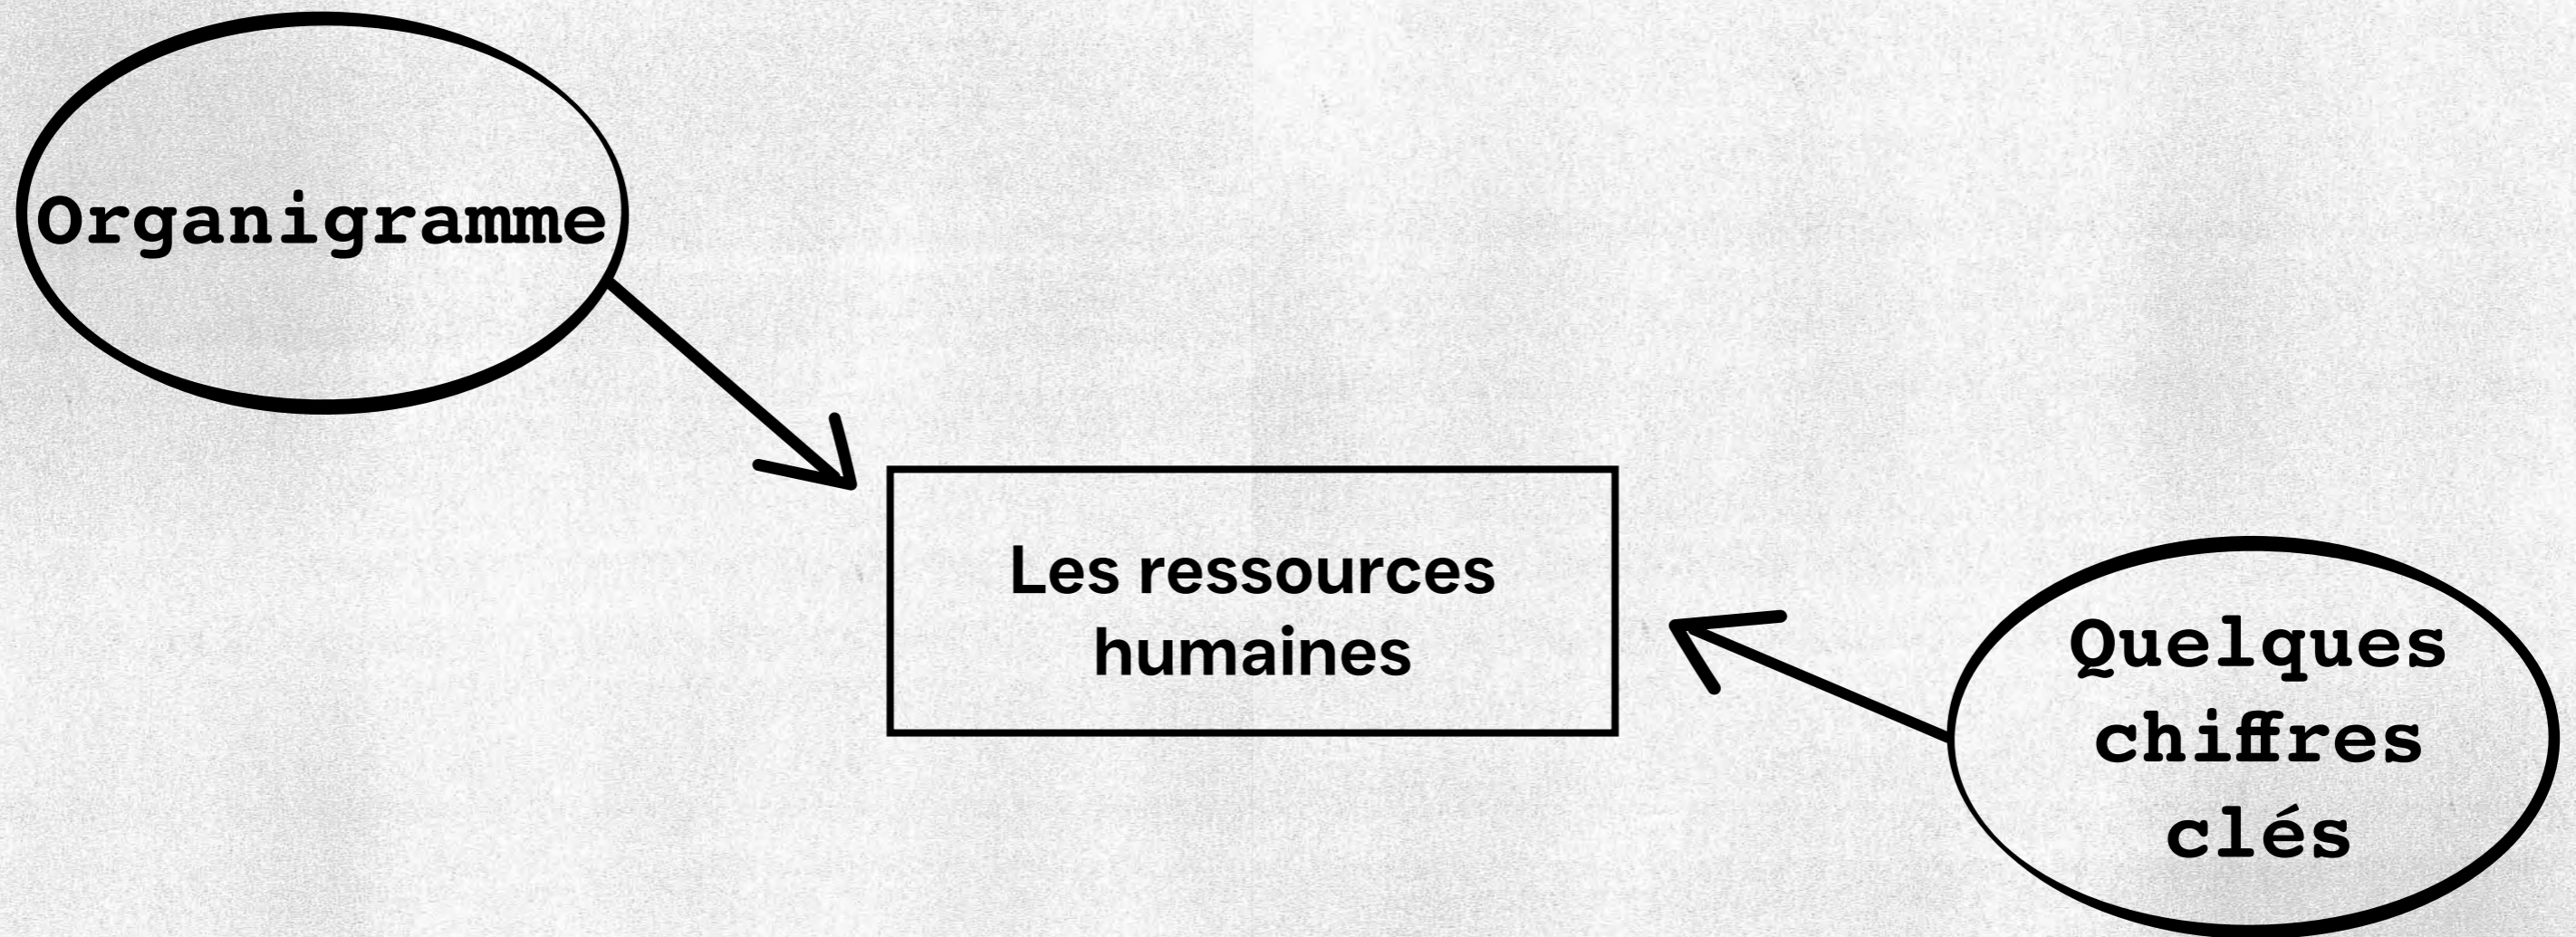 Organigramme
Les ressources
humaines
Quelques
chiffres
clés